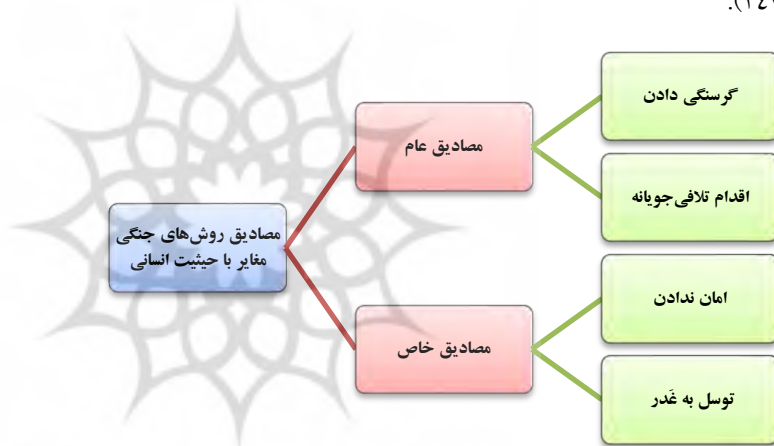 گرسنگی دادن
مصادیق عام
اقدام تلافی‌جویانه
مصادیق روش‌های جنگی
مغایر با حیثیت انسانی
امان ندادن
مصادیق خاص
توسل به غَدر